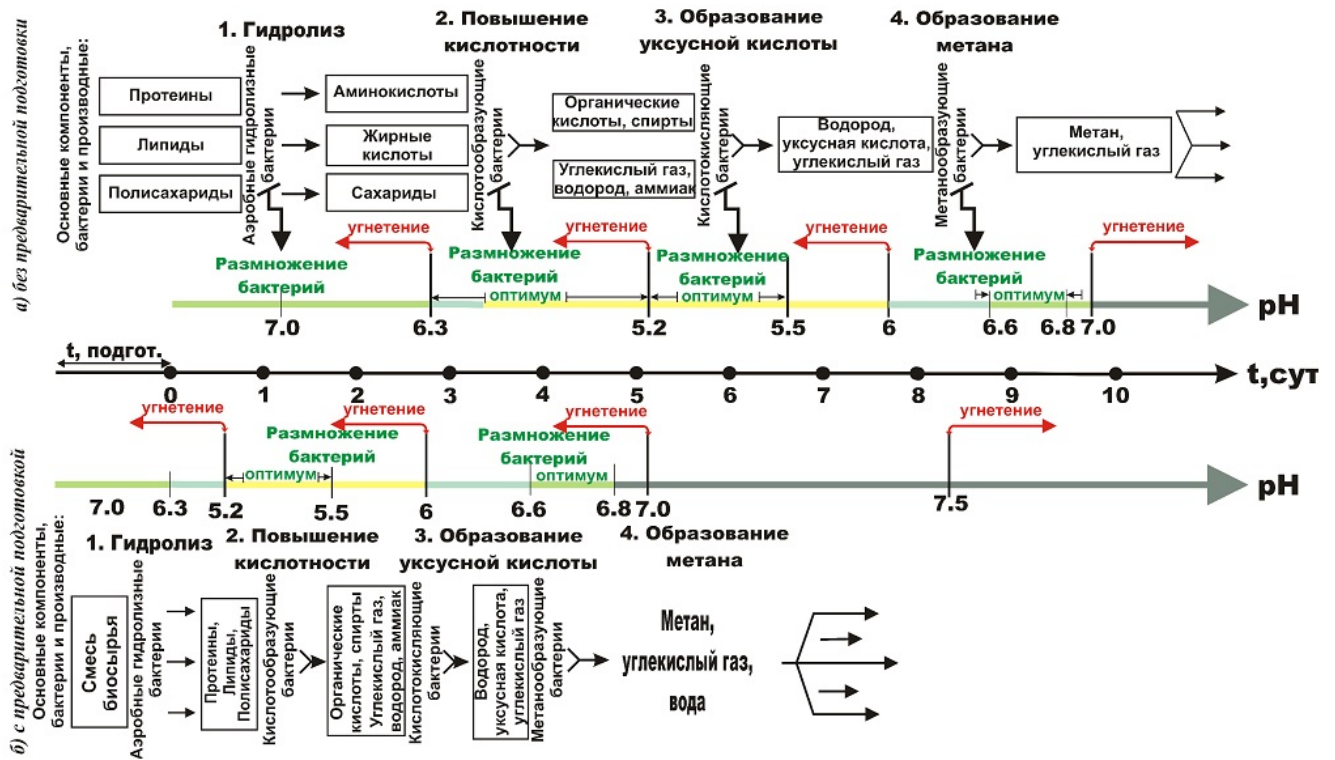 а) без предварительной подготовки
Основные компоненты,
бактерии и производные:
1. Гидролиз
2. Повышение
кислотности
3. Образование
уксусной кислоты
4. Образование
метана
Протеины
Липиды
Полисахариды
Аэробные гидролизные
бактерии
Аминокислоты
Жирные
кислоты
Сахариды
Кислотообразующие
бактерии
Органические
кислоты, спирты
Углекислый газ,
водород, аммиак
Кислотокисляющие
бактерии
Водород,
уксусная кислота,
углекислый газ
Метанообразующие
бактерии
Метан,
углекислый газ
угнетение
угнетение
угнетение
угнетение
Размножение
бактерий
Размножение
бактерий
оптимум
Размножение
бактерий
оптимум
Размножение
бактерий
оптимум
7.0
6.3
5.2
5.5
6
6.6
6.8
7.0
pH
t, подгот.
0
1
2
3
4
5
6
7
8
9
10
t,сут
угнетение
угнетение
угнетение
угнетение
Размножение
бактерий
оптимум
Размножение
бактерий
оптимум
7.0
6.3
5.2
5.5
6
6.6
6.8
7.0
7.5
pH
б) с предварительной подготовкой
Основные компоненты,
бактерии и производные:
1. Гидролиз
2. Повышение
кислотности
3. Образование
уксусной кислоты
4. Образование
метана
Смесь
биосырья
Аэробные гидролизные
бактерии
Протеины,
Липиды,
Полисахариды
Кислотообразующие
бактерии
Органические
кислоты, спирты
Углекислый газ,
водород, аммиак
Кислотокисляющие
бактерии
Водород,
уксусная кислота,
углекислый газ
Метанообразующие
бактерии
Метан,
углекислый газ,
вода